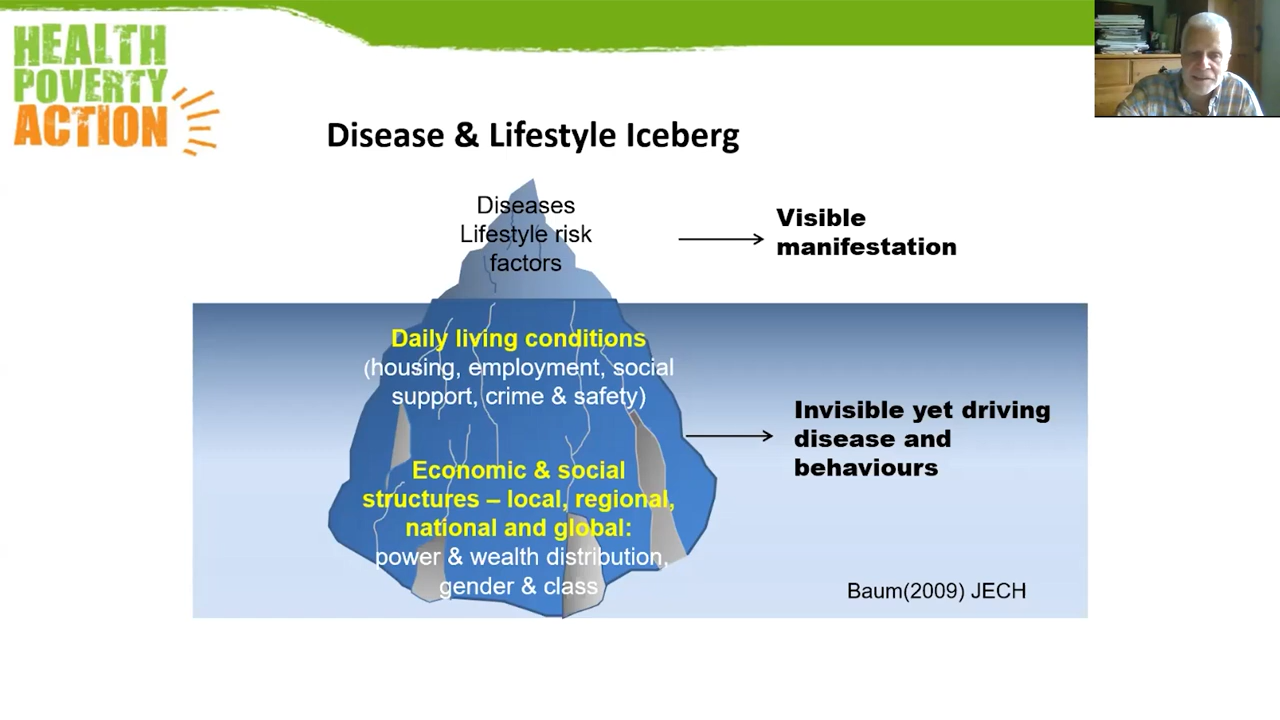 HEALTH
POVERTY
ACTION
Disease & Lifestyle Iceberg
Diseases
Lifestyle risk
factors
Visible
manifestation
Daily living conditions
(housing, employment, social
support, crime & safety)
Invisible yet driving
disease and
behaviours
Economic & social
structures – local, regional,
national and global:
power & wealth distribution,
gender & class
Baum(2009) JECH